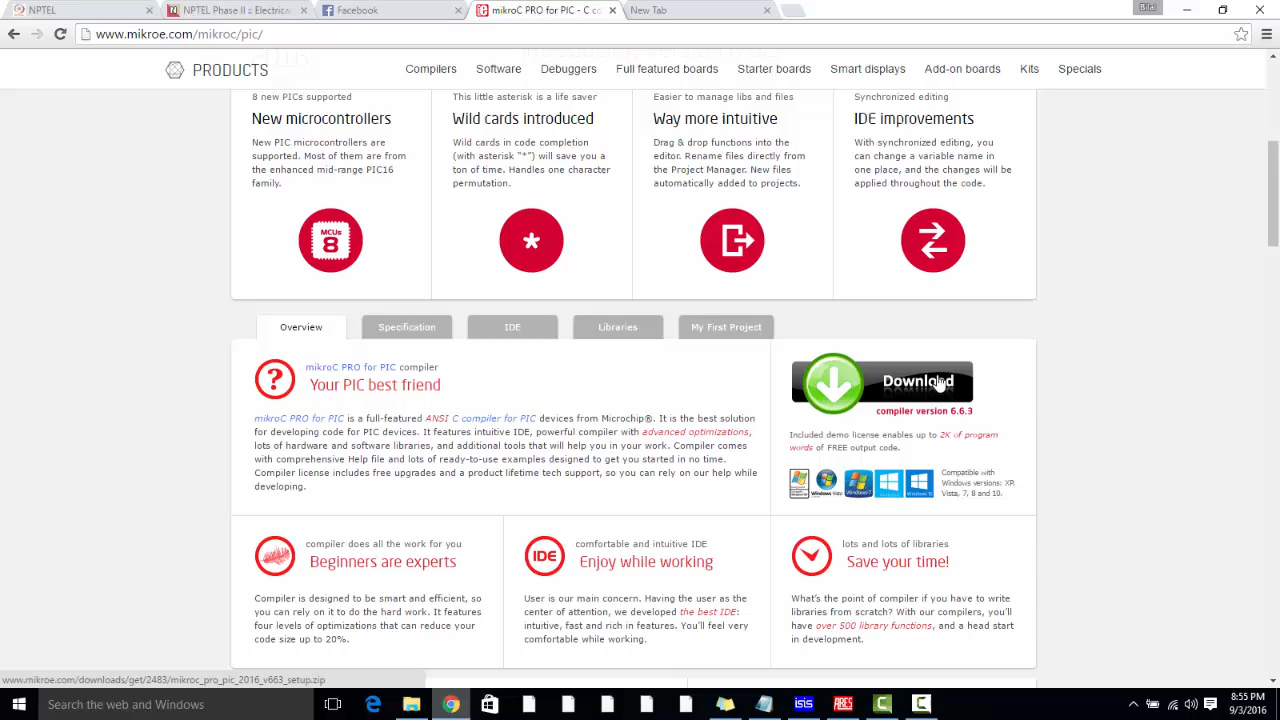 NPTEL
NPTEL Phase II :: Electrica
Facebook
mikroC PRO for PIC - C co
New Tab
www.mikroe.com/mikroc/pic/
PRODUCTS
Compilers
Software
Debuggers
Full featured boards
Starter boards
Smart displays
Add-on boards
Kits
Specials
8 new PICs supported
New microcontrollers
New PIC microcontrollers are
supported. Most of them are from
the enhanced mid-range PIC16
family.
MCUs
8
This little asterisk is a life saver
Wild cards introduced
Wild cards in code completion
(with asterisk "*") will save you a
ton of time. Handles one character
permutation.
*
Easier to manage libs and files
Way more intuitive
Drag & drop functions into the
editor. Rename files directly from
the Project Manager. New files
automatically added to projects.
Synchronized editing
IDE improvements
With synchronized editing, you
can change a variable name in
one place, and the changes will be
applied throughout the code.
Overview
Specification
IDE
Libraries
My First Project
?
mikroC PRO for PIC compiler
Your PIC best friend
mikroC PRO for PIC is a full-featured ANSI C compiler for PIC devices from Microchip®. It is the best solution
for developing code for PIC devices. It features intuitive IDE, powerful compiler with advanced optimizations,
lots of hardware and software libraries, and additional tools that will help you in your work. Compiler comes
with comprehensive Help file and lots of ready-to-use examples designed to get you started in no time.
Compiler license includes free upgrades and a product lifetime tech support, so you can rely on our help while
developing.
Download
compiler version 6.6.3
Included demo license enables up to 2K of program
words of FREE output code.
Compatible with
Windows versions: XP,
Vista, 7, 8 and 10.
compiler does all the work for you
Beginners are experts
Compiler is designed to be smart and efficient, so
you can rely on it to do the hard work. It features
four levels of optimizations that can reduce your
code size up to 20%.
IDE
comfortable and intuitive IDE
Enjoy while working
User is our main concern. Having the user as the
center of attention, we developed the best IDE:
intuitive, fast and rich in features. You'll feel very
comfortable while working.
lots and lots of libraries
Save your time!
What's the point of compiler if you have to write
libraries from scratch? With our compilers, you'll
have over 500 library functions, and a head start
in development.
www.mikroe.com/downloads/get/2483/mikroc_pro_pic_2016_v663_setup.zip
Search the web and Windows
ISIS
ARES
8:55 PM
9/3/2016